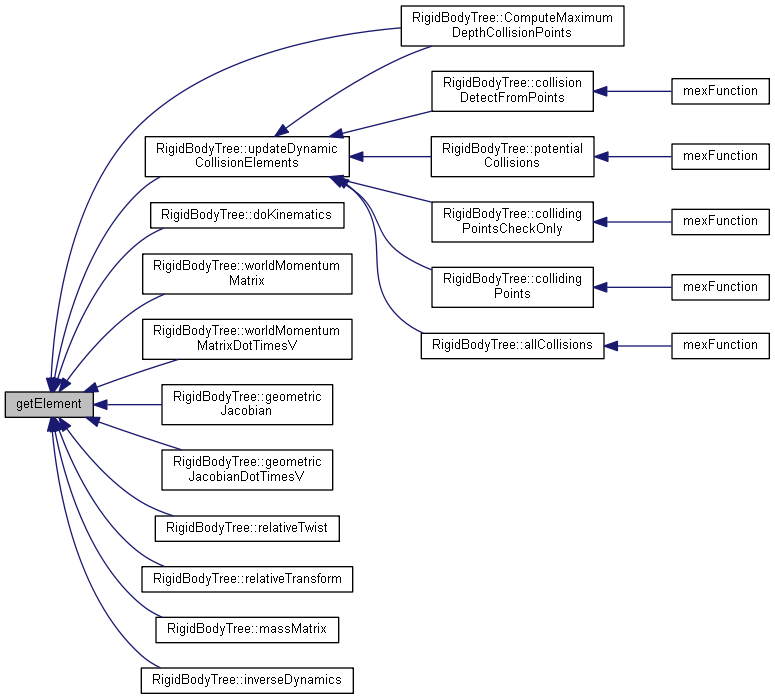 RigidBodyTree::ComputeMaximum
DepthCollisionPoints
RigidBodyTree::collision
DetectFromPoints
mexFunction
RigidBodyTree::updateDynamic
CollisionElements
RigidBodyTree::potential
Collisions
mexFunction
RigidBodyTree::doKinematics
RigidBodyTree::colliding
PointsCheckOnly
mexFunction
RigidBodyTree::worldMomentum
Matrix
RigidBodyTree::colliding
Points
mexFunction
RigidBodyTree::worldMomentum
MatrixDotTimesV
RigidBodyTree::allCollisions
mexFunction
getElement
RigidBodyTree::geometric
Jacobian
RigidBodyTree::geometric
JacobianDotTimesV
RigidBodyTree::relativeTwist
RigidBodyTree::relativeTransform
RigidBodyTree::massMatrix
RigidBodyTree::inverseDynamics